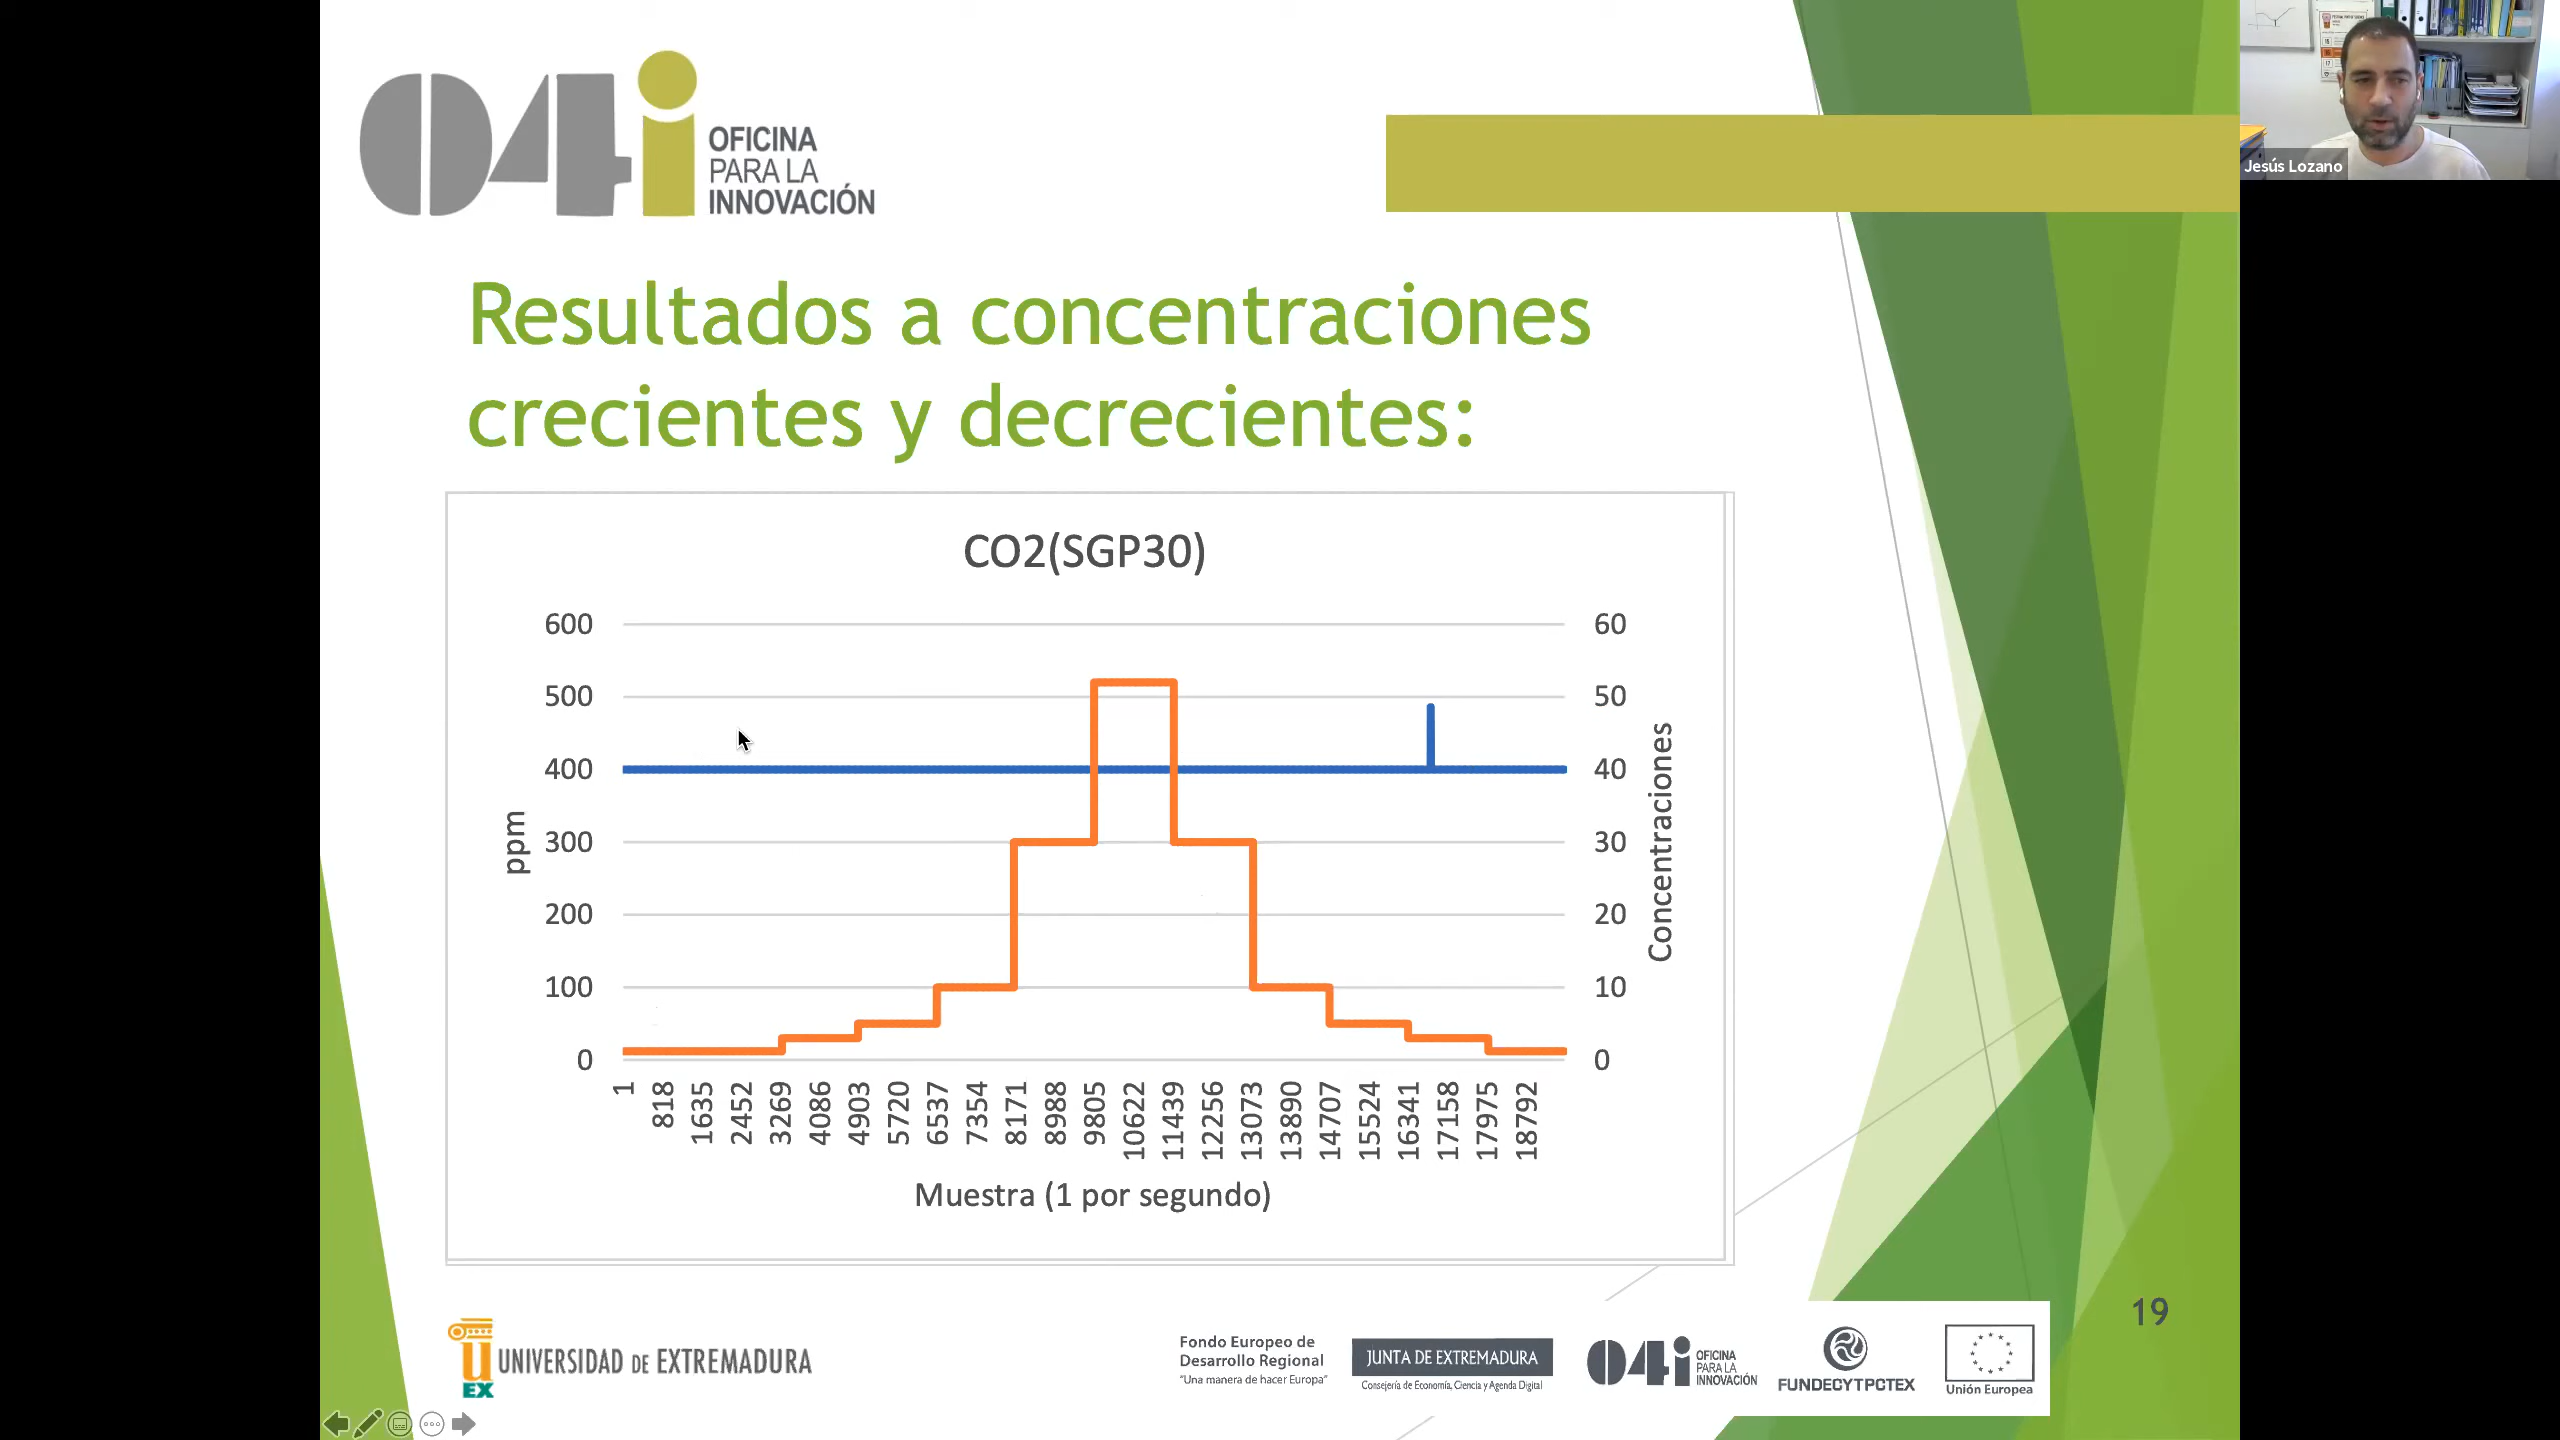 04i
OFICINA
PARA LA
INNOVACIÓN
Jesús Lozano
Resultados a concentraciones
crecientes y decrecientes:
CO2(SGP30)
600
500
400
300
200
100
0
ppm
60
50
40
30
20
10
0
Concentraciones
1
818
1635
2452
3269
4086
4903
5720
6537
7354
8171
8988
9805
10622
11439
12256
13073
13890
14707
15524
16341
17158
17975
18792
Muestra (1 por segundo)
19
UEX
UNIVERSIDAD DE EXTREMADURA
Fondo Europeo de
Desarrollo Regional
"Una manera de hacer Europa"
JUNTA DE EXTREMADURA
Consejería de Economía, Ciencia y Agenda Digital
04i
OFICINA
PARA LA
INNOVACIÓN
FUNDECYTPCTEX
Unión Europea